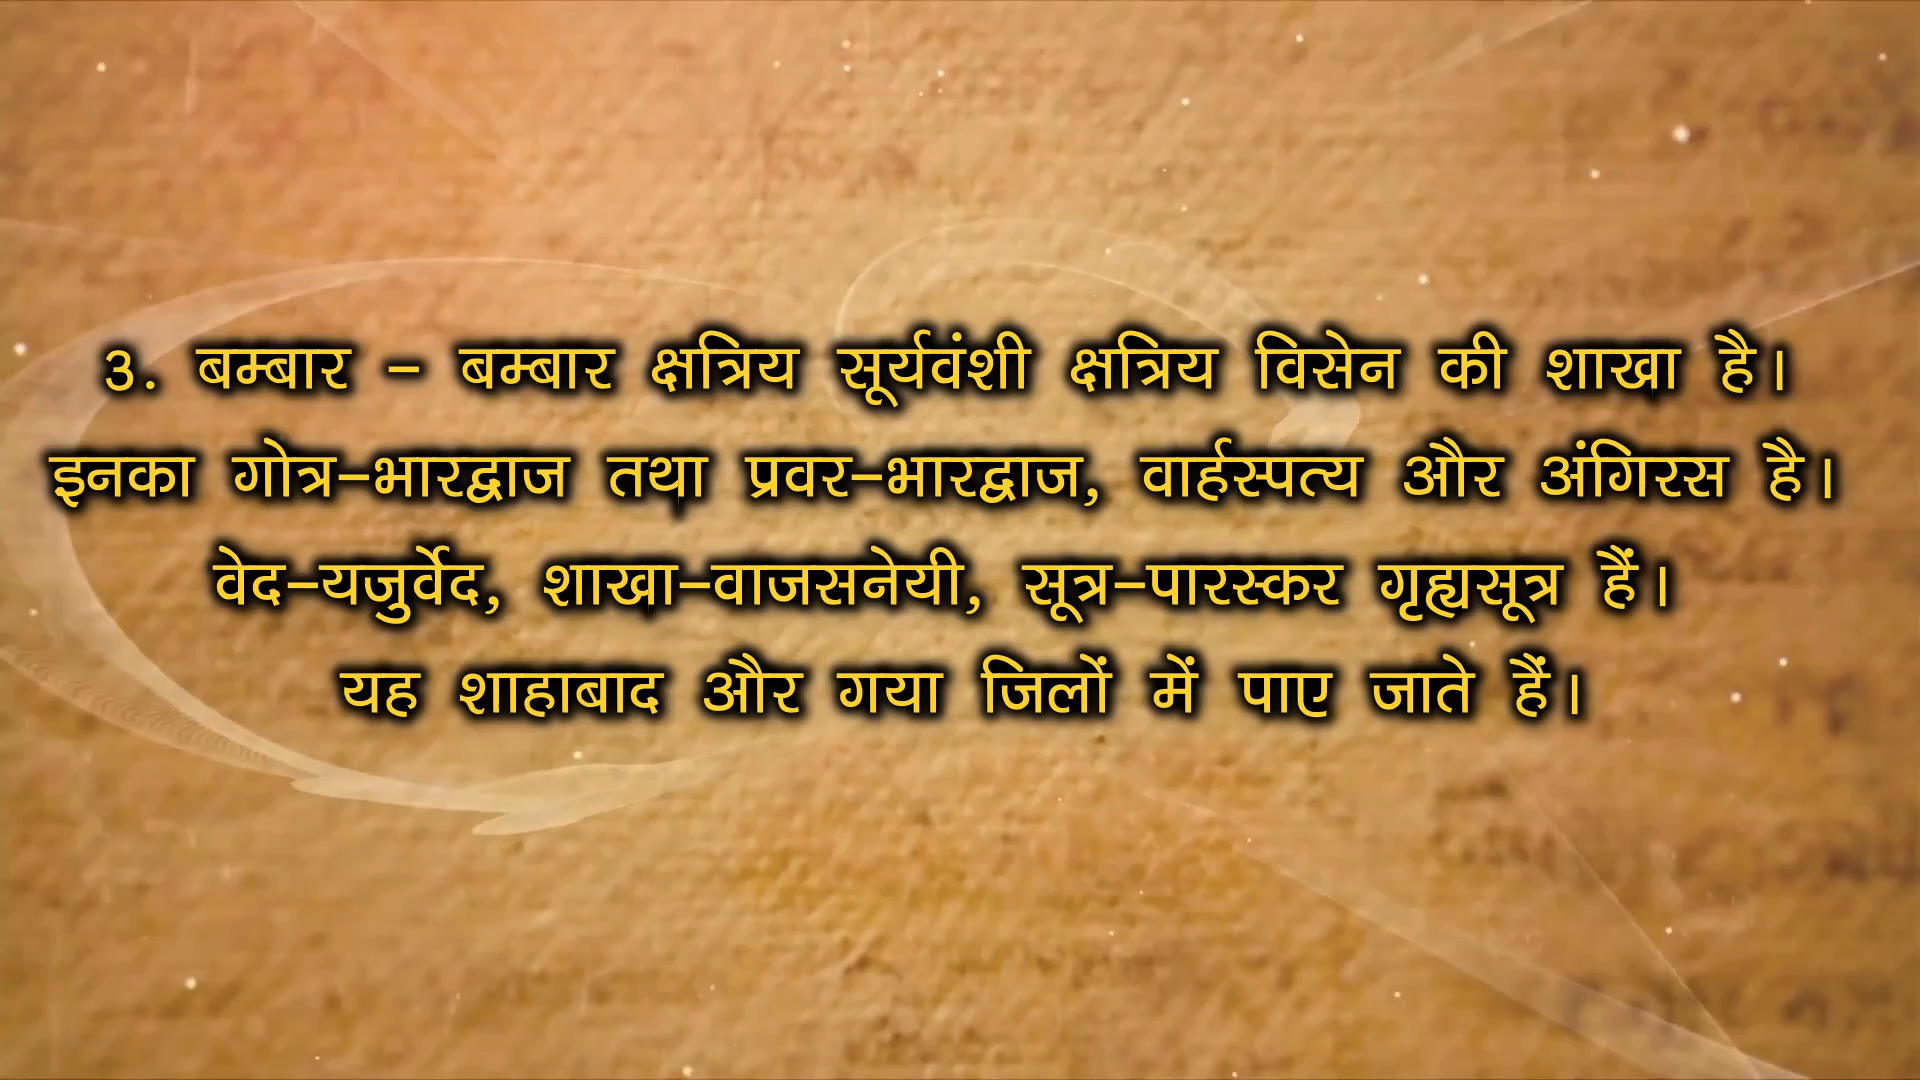 ३. बम्बार – बम्बार क्षत्रिय सूर्यवंशी क्षत्रिय विसेन की शाखा है।
इनका गोत्र–भारद्वाज तथा प्रवर–भारद्वाज, वार्हस्पत्य और अंगिरस है।
वेद–यजुर्वेद, शाखा–वाजसनेयी, सूत्र–पारस्कर गृह्यसूत्र हैं।
यह शाहाबाद और गया जिलों में पाए जाते हैं।